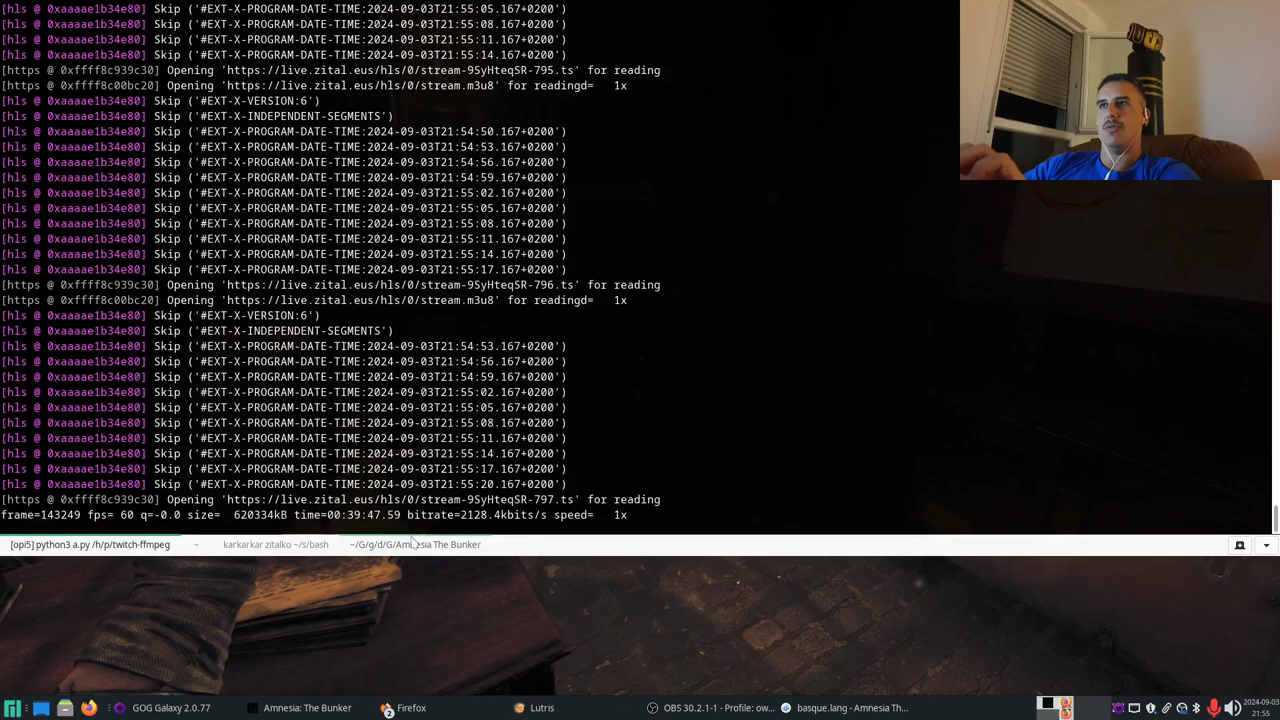 [hls @ 0xaaaae1b34e80] Skip ('#EXT-X-PROGRAM-DATE-TIME:2024-09-03T21:55:05.167+0200')
[hls @ 0xaaaae1b34e80] Skip ('#EXT-X-PROGRAM-DATE-TIME:2024-09-03T21:55:08.167+0200')
[hls @ 0xaaaae1b34e80] Skip ('#EXT-X-PROGRAM-DATE-TIME:2024-09-03T21:55:11.167+0200')
[hls @ 0xaaaae1b34e80] Skip ('#EXT-X-PROGRAM-DATE-TIME:2024-09-03T21:55:14.167+0200')
[https @ 0xffff8c939c30] Opening 'https://live.zital.eus/hls/0/stream-9SyHteqSR-795.ts' for reading
[https @ 0xffff8c00bc20] Opening 'https://live.zital.eus/hls/0/stream.m3u8' for readingd=   1x
[hls @ 0xaaaae1b34e80] Skip ('#EXT-X-VERSION:6')
[hls @ 0xaaaae1b34e80] Skip ('#EXT-X-INDEPENDENT-SEGMENTS')
[hls @ 0xaaaae1b34e80] Skip ('#EXT-X-PROGRAM-DATE-TIME:2024-09-03T21:54:50.167+0200')
[hls @ 0xaaaae1b34e80] Skip ('#EXT-X-PROGRAM-DATE-TIME:2024-09-03T21:54:53.167+0200')
[hls @ 0xaaaae1b34e80] Skip ('#EXT-X-PROGRAM-DATE-TIME:2024-09-03T21:54:56.167+0200')
[hls @ 0xaaaae1b34e80] Skip ('#EXT-X-PROGRAM-DATE-TIME:2024-09-03T21:54:59.167+0200')
[hls @ 0xaaaae1b34e80] Skip ('#EXT-X-PROGRAM-DATE-TIME:2024-09-03T21:55:02.167+0200')
[hls @ 0xaaaae1b34e80] Skip ('#EXT-X-PROGRAM-DATE-TIME:2024-09-03T21:55:05.167+0200')
[hls @ 0xaaaae1b34e80] Skip ('#EXT-X-PROGRAM-DATE-TIME:2024-09-03T21:55:08.167+0200')
[hls @ 0xaaaae1b34e80] Skip ('#EXT-X-PROGRAM-DATE-TIME:2024-09-03T21:55:11.167+0200')
[hls @ 0xaaaae1b34e80] Skip ('#EXT-X-PROGRAM-DATE-TIME:2024-09-03T21:55:14.167+0200')
[hls @ 0xaaaae1b34e80] Skip ('#EXT-X-PROGRAM-DATE-TIME:2024-09-03T21:55:17.167+0200')
[https @ 0xffff8c939c30] Opening 'https://live.zital.eus/hls/0/stream-9SyHteqSR-796.ts' for reading
[https @ 0xffff8c00bc20] Opening 'https://live.zital.eus/hls/0/stream.m3u8' for readingd=   1x
[hls @ 0xaaaae1b34e80] Skip ('#EXT-X-VERSION:6')
[hls @ 0xaaaae1b34e80] Skip ('#EXT-X-INDEPENDENT-SEGMENTS')
[hls @ 0xaaaae1b34e80] Skip ('#EXT-X-PROGRAM-DATE-TIME:2024-09-03T21:54:53.167+0200')
[hls @ 0xaaaae1b34e80] Skip ('#EXT-X-PROGRAM-DATE-TIME:2024-09-03T21:54:56.167+0200')
[hls @ 0xaaaae1b34e80] Skip ('#EXT-X-PROGRAM-DATE-TIME:2024-09-03T21:54:59.167+0200')
[hls @ 0xaaaae1b34e80] Skip ('#EXT-X-PROGRAM-DATE-TIME:2024-09-03T21:55:02.167+0200')
[hls @ 0xaaaae1b34e80] Skip ('#EXT-X-PROGRAM-DATE-TIME:2024-09-03T21:55:05.167+0200')
[hls @ 0xaaaae1b34e80] Skip ('#EXT-X-PROGRAM-DATE-TIME:2024-09-03T21:55:08.167+0200')
[hls @ 0xaaaae1b34e80] Skip ('#EXT-X-PROGRAM-DATE-TIME:2024-09-03T21:55:11.167+0200')
[hls @ 0xaaaae1b34e80] Skip ('#EXT-X-PROGRAM-DATE-TIME:2024-09-03T21:55:14.167+0200')
[hls @ 0xaaaae1b34e80] Skip ('#EXT-X-PROGRAM-DATE-TIME:2024-09-03T21:55:17.167+0200')
[hls @ 0xaaaae1b34e80] Skip ('#EXT-X-PROGRAM-DATE-TIME:2024-09-03T21:55:20.167+0200')
[https @ 0xffff8c939c30] Opening 'https://live.zital.eus/hls/0/stream-9SyHteqSR-797.ts' for reading
frame=143249 fps= 60 q=-0.0 size=  620334kB time=00:39:47.59 bitrate=2128.4kbits/s speed=   1x
[opi5] python3 a.py /h/p/twitch-ffmpeg ~ karkarkar zitalko ~/s/bash ~/G/g/d/G/Amnesia The Bunker
GOG Galaxy 2.0.77 Amnesia: The Bunker 2 Firefox Lutris OBS 30.2.1-1 - Profile: ow... basque.lang - Amnesia Th... 2024-09-03
21:55